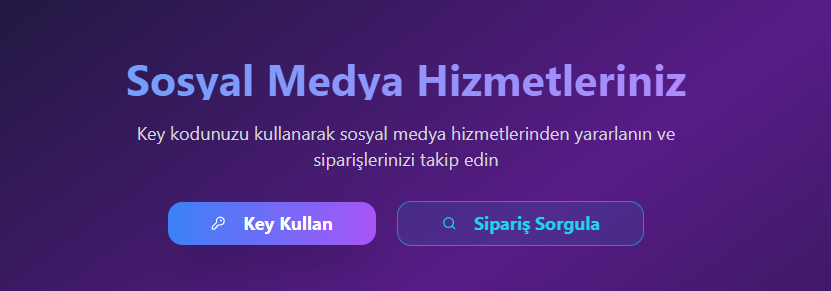 Sosyal Medya Hizmetleriniz
Key kodunuzu kullanarak sosyal medya hizmetlerinden yararlanın ve
siparişlerinizi takip edin
Key Kullan
Sipariş Sorgula